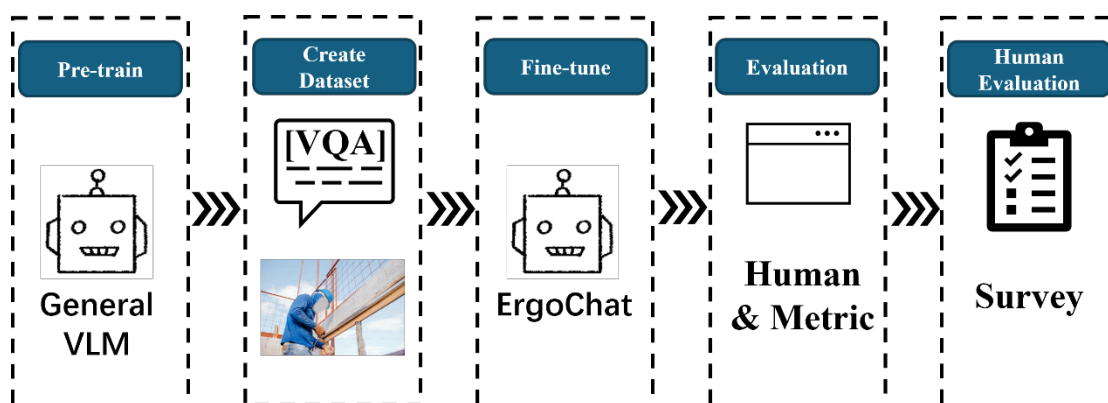 Pre-train
General
VLM
Create
Dataset
[VQA]
Fine-tune
ErgoChat
Evaluation
Human
& Metric
Human
Evaluation
Survey